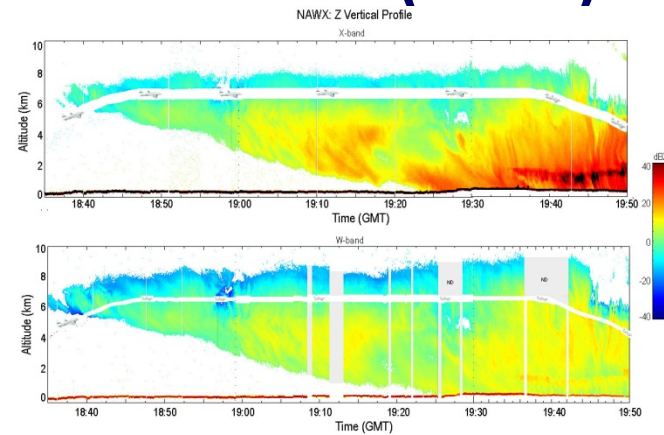 NAWX: Z Vertical Profile
X-band
10
8
6
4
2
0
Altitude (km)
18:40 18:50 19:00 19:10 19:20 19:30 19:40 19:50
Time (GMT)
40
20
0
-20
-40
W-band
10
8
6
4
2
0
Altitude (km)
ND ND
18:40 18:50 19:00 19:10 19:20 19:30 19:40 19:50
Time (GMT)